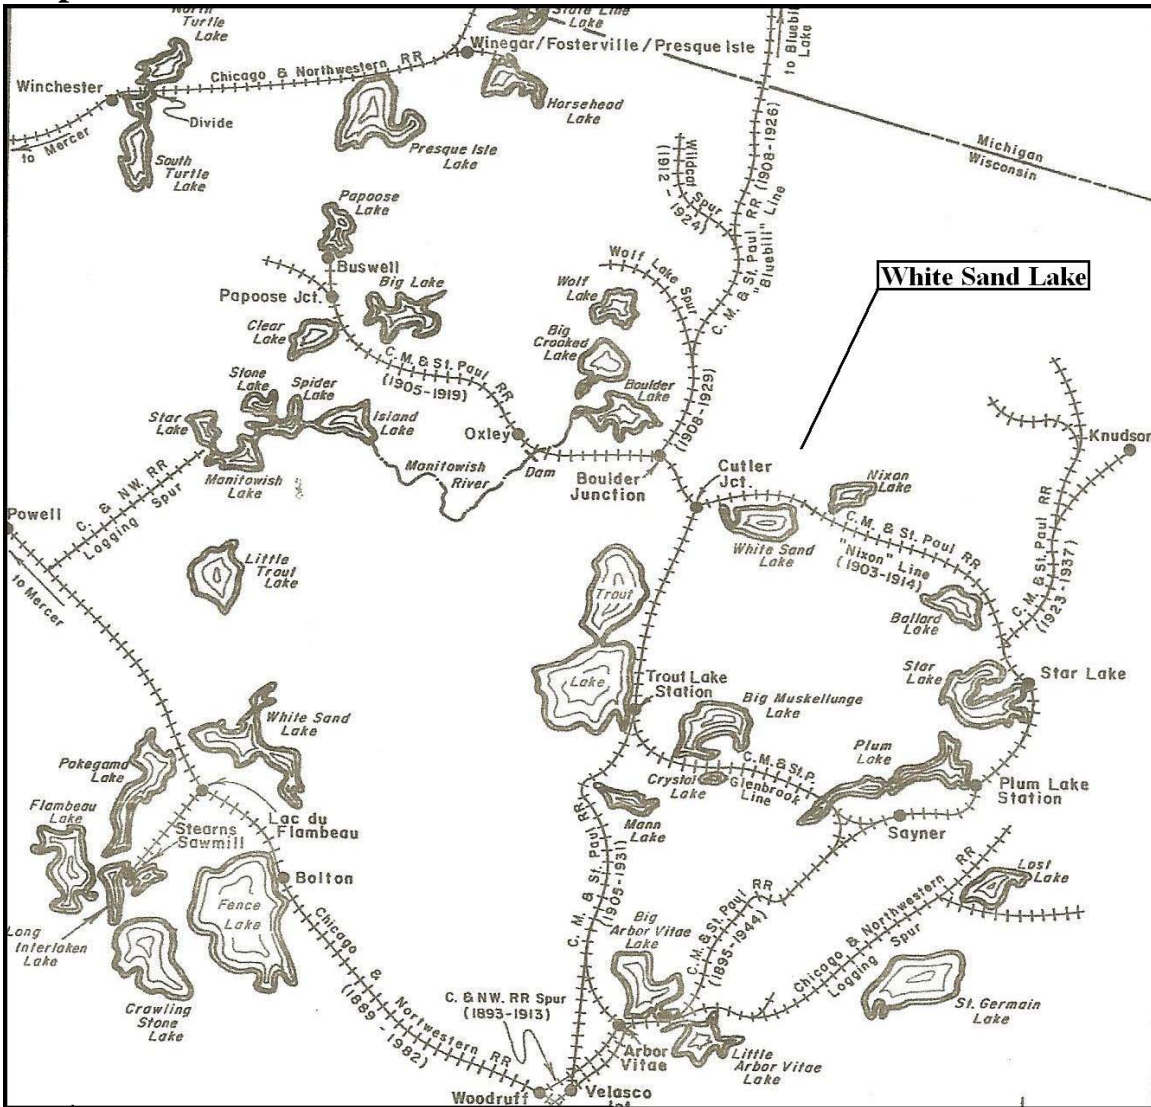 North
Turtle
Lake
State Line
Lake
to Bluebill
Lake
Winegar/Fosterville/Presque Isle
Chicago & Northwestern RR
Winchester
Divide
to Mercer
South
Turtle
Lake
Presque Isle
Lake
Horsehead
Lake
Michigan
Wisconsin
Wildcat Spur
(1912 - 1924)
C. M. & St. Paul RR (1908-1926)
"Bluebill" Line
Papoose
Lake
Buswell
Papoose Jct.
Big Lake
Clear
Lake
C. M. & St. Paul RR
(1905-1919)
Wolf Lake Spur
Wolf
Lake
Big
Crooked
Lake
Boulder
Lake
White Sand Lake
Stone
Lake
Spider
Lake
Star
Lake
Island
Lake
Manitowish
Lake
Oxley
Dam
Manitowish
River
(1908-1929)
Boulder
Junction
Cutler
Jct.
Nixon
Lake
Knudson
White Sand
Lake
C. M. & St. Paul RR
"Nixon" Line
(1903-1914)
C. M. & St. Paul RR
(1923-1937)
C. & NW. RR
Logging Spur
Powell
to Mercer
Little
Trout
Lake
Trout
Lake
Ballard
Lake
Star
Lake
Star Lake
Trout Lake
Station
Big Muskellunge
Lake
Crystal
Lake
C. M. & St. P.
Glenbrook
Line
Plum
Lake
Plum Lake
Station
Sayner
White Sand
Lake
Pokegama
Lake
Flambeau
Lake
Stearns
Sawmill
Lac du
Flambeau
Bolton
Fence
Lake
Long
Interlaken
Lake
Crawling
Stone
Lake
Mann
Lake
C. M. & St. Paul RR
(1905-1931)
Big
Arbor Vitae
Lake
C. M. & St. Paul RR
(1895-1944)
Chicago & Northwestern RR
Logging Spur
Lost
Lake
St. Germain
Lake
Chicago & Nortwestern RR
(1889 - 1982)
C. & NW. RR Spur
(1893-1913)
Arbor
Vitae
Little
Arbor Vitae
Lake
Woodruff
Velasco